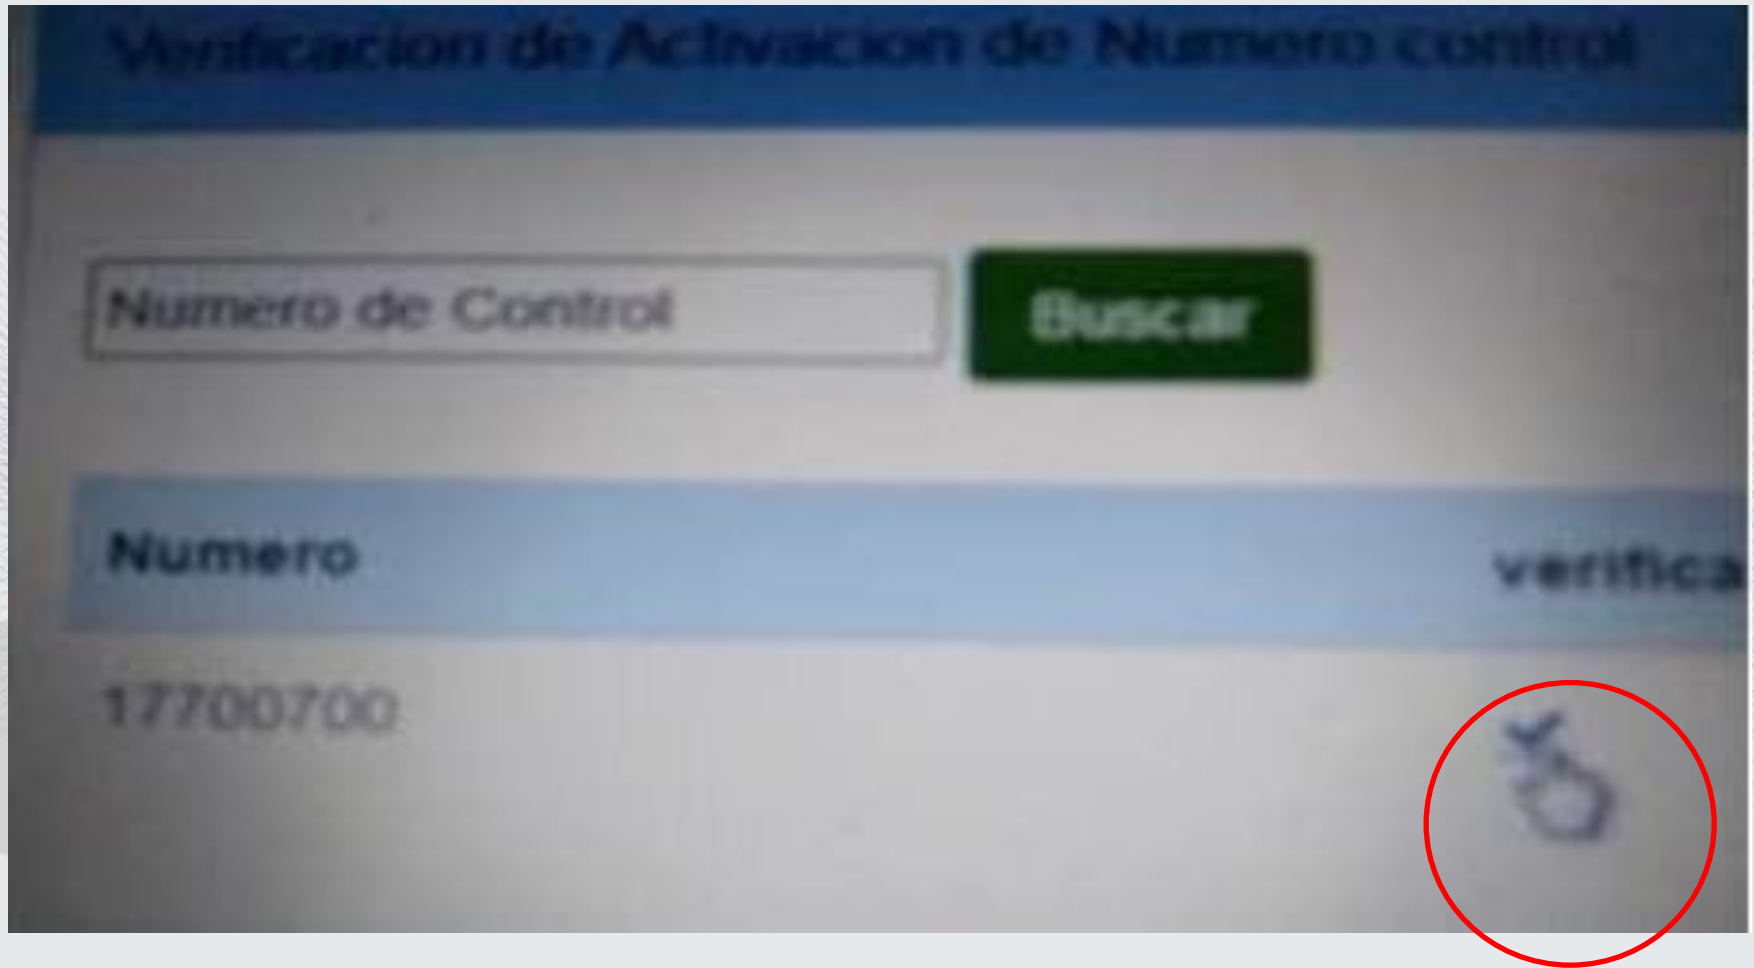 Verificacion de Activacion de Numero control
Numero de Control
Buscar
Numero
verifica
17700700